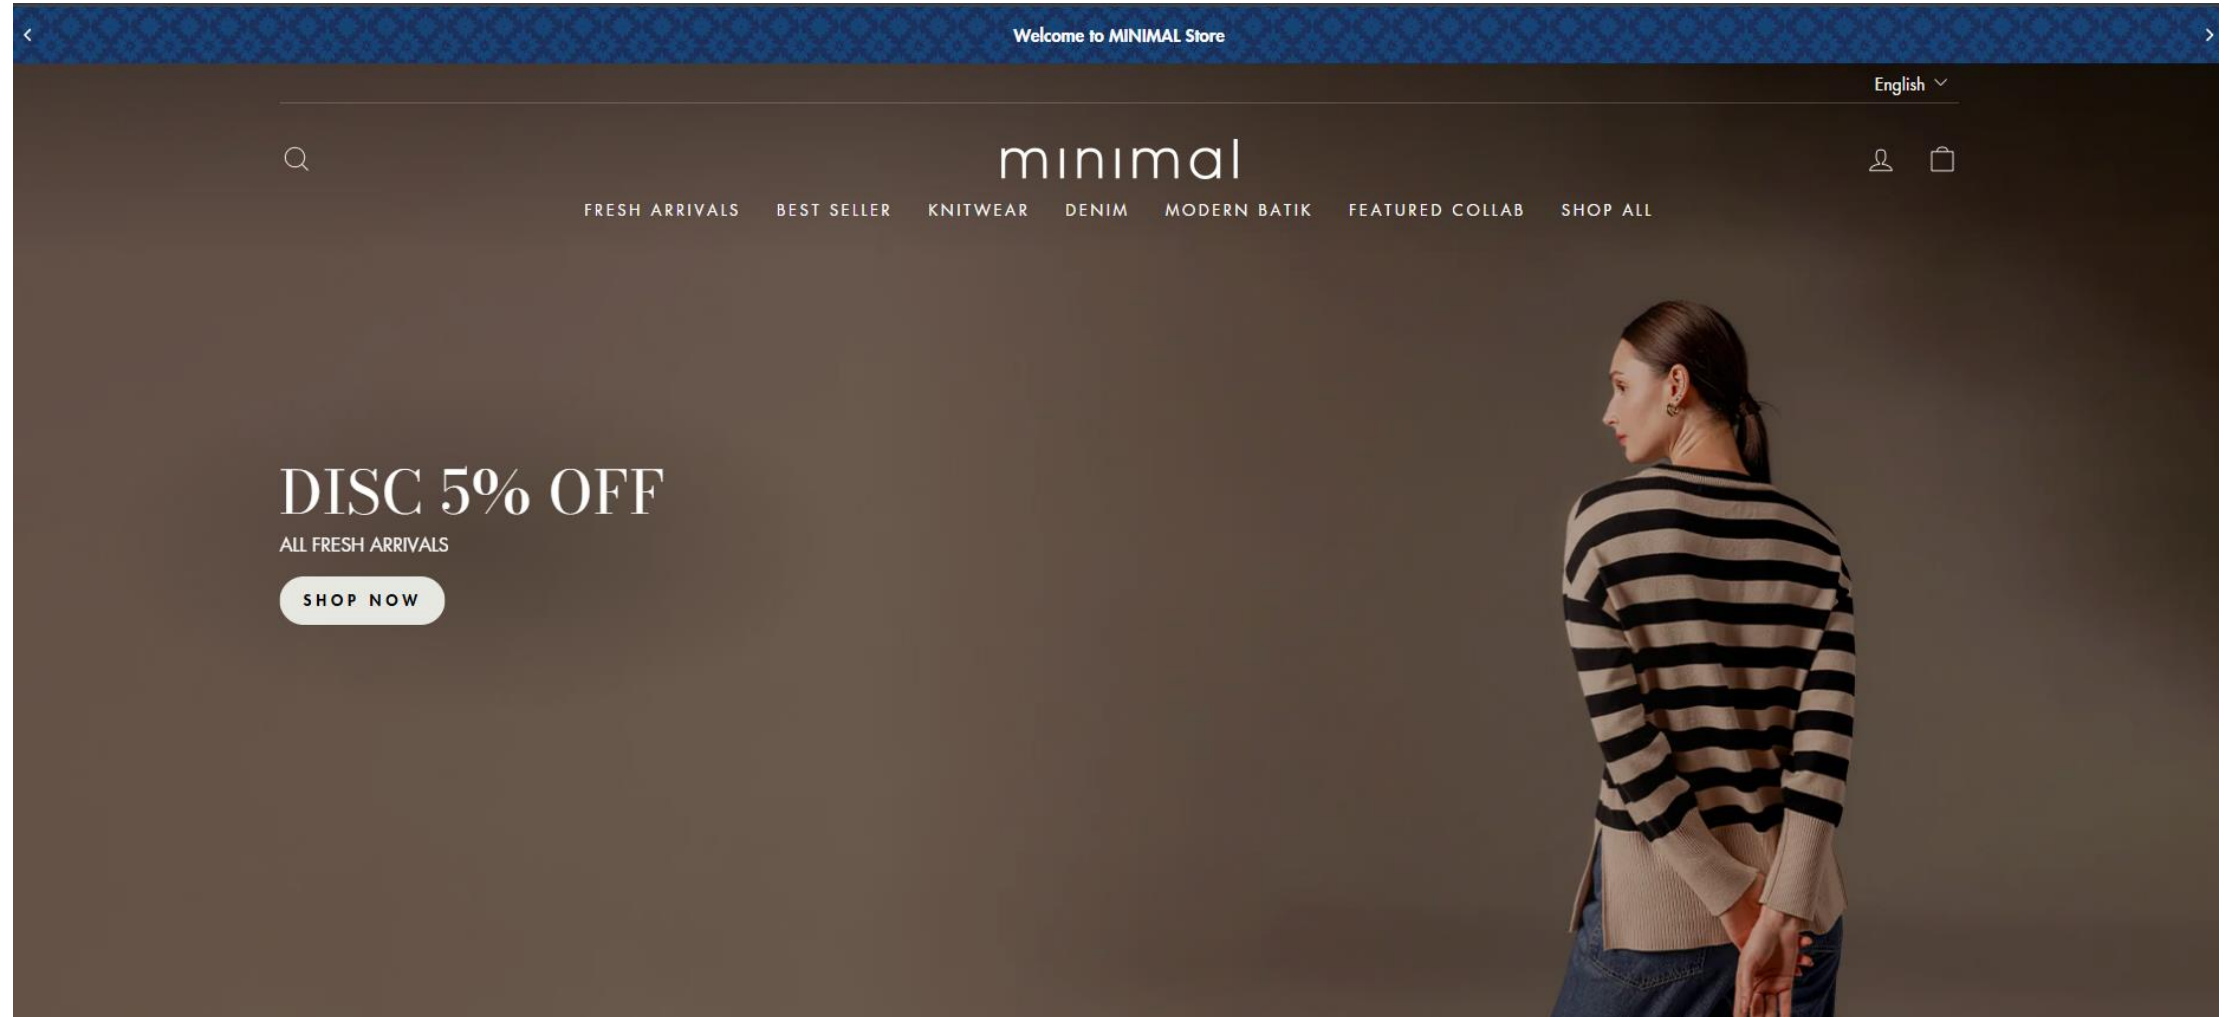 Welcome to MINIMAL Store
English
minimal
FRESH ARRIVALS BEST SELLER KNITWEAR DENIM MODERN BATIK FEATURED COLLAB SHOP ALL
DISC 5% OFF
ALL FRESH ARRIVALS
SHOP NOW